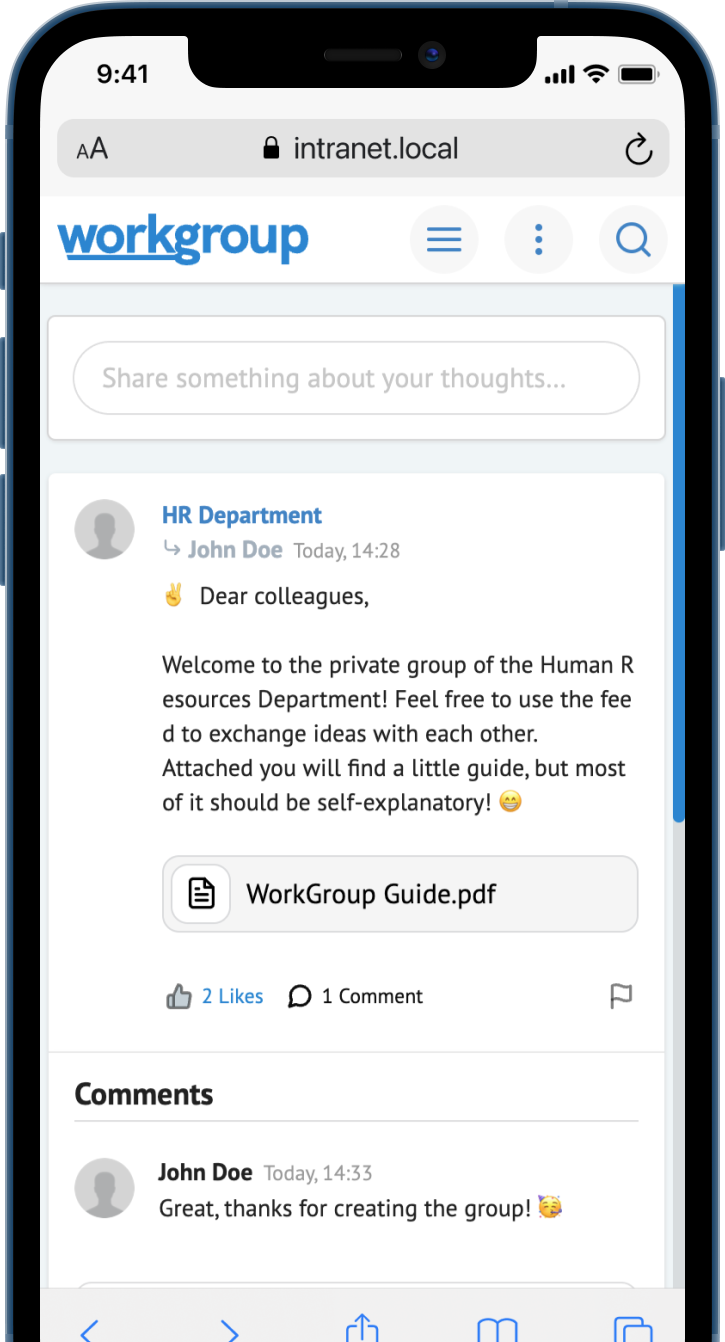 9:41
AA
intranet.local
workgroup
Share something about your thoughts...
HR Department
John Doe Today, 14:28
✌️ Dear colleagues,
Welcome to the private group of the Human R
esources Department! Feel free to use the fee
d to exchange ideas with each other.
Attached you will find a little guide, but most
of it should be self-explanatory! 😁
WorkGroup Guide.pdf
2 Likes 1 Comment
Comments
John Doe Today, 14:33
Great, thanks for creating the group! 🥳